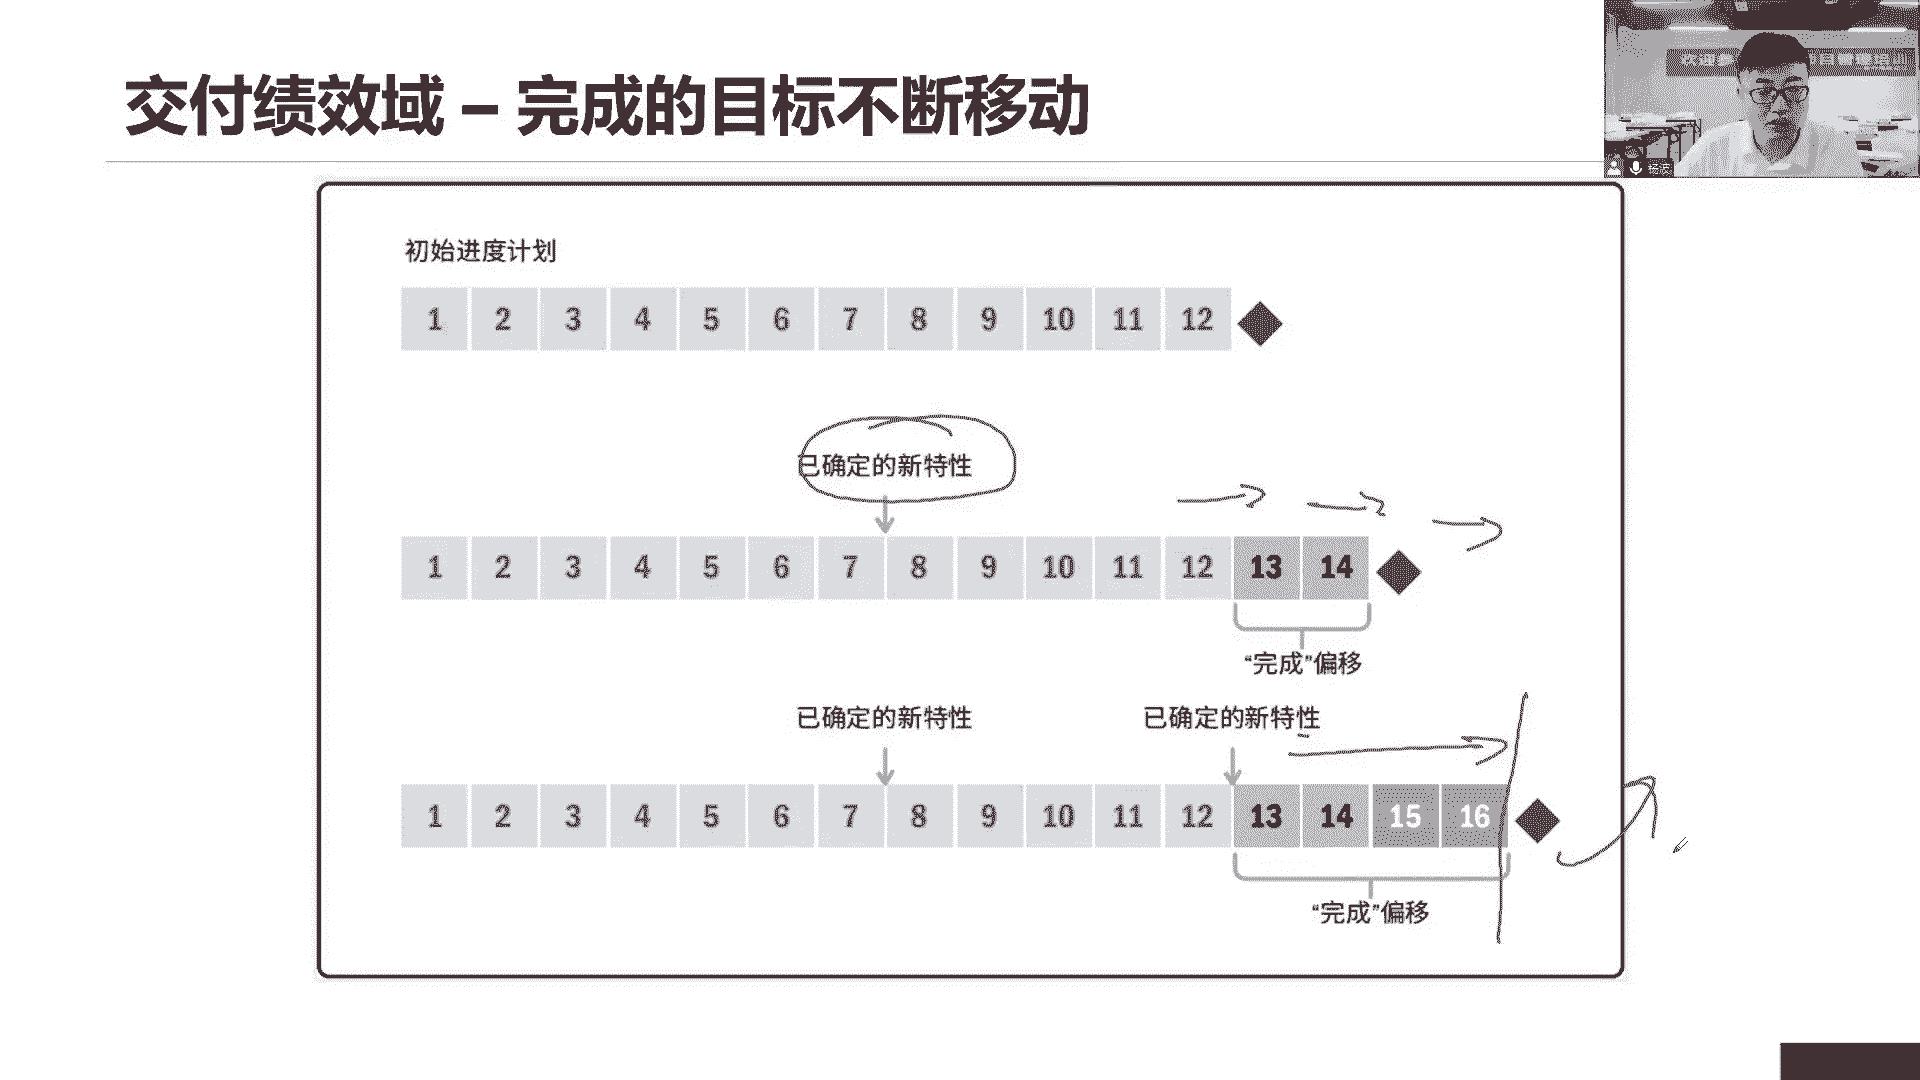 交付绩效域 – 完成的目标不断移动
杨波
初始进度计划
1 2 3 4 5 6 7 8 9 10 11 12
已确定的新特性
1 2 3 4 5 6 7 8 9 10 11 12 13 14
“完成”偏移
已确定的新特性 已确定的新特性
1 2 3 4 5 6 7 8 9 10 11 12 13 14 15 16
“完成”偏移